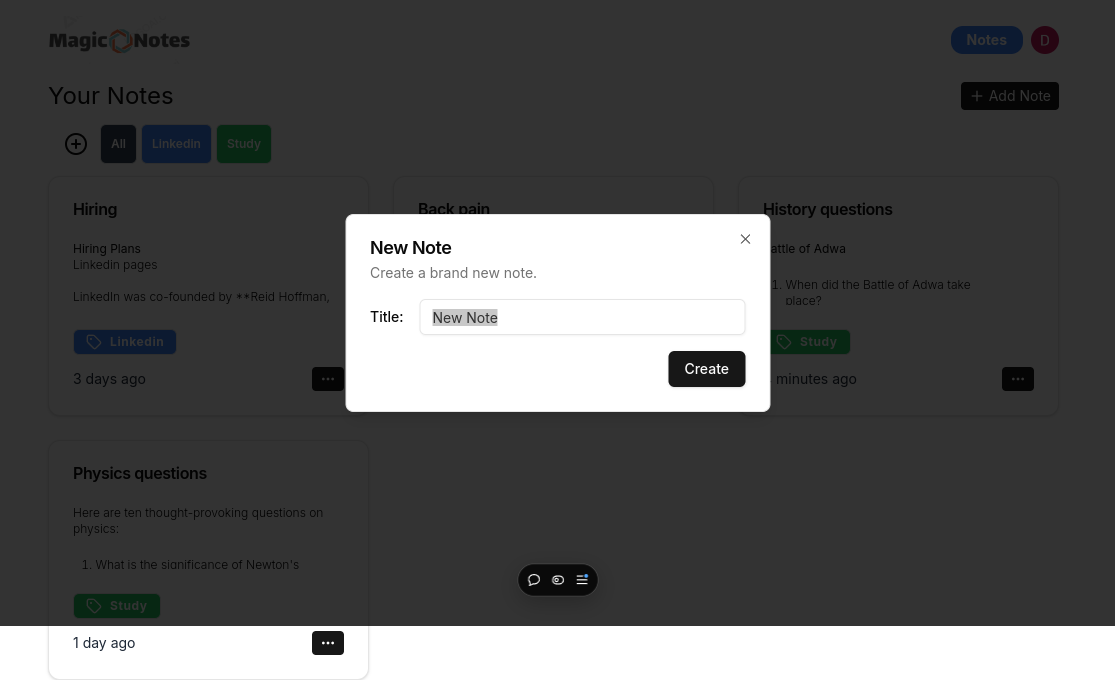 Magic Notes
Notes
D
Your Notes
+ Add Note
All
Linkedin
Study
Hiring
Hiring Plans
Linkedin pages
LinkedIn was co-founded by **Reid Hoffman,
Linkedin
3 days ago
Back pain
History questions
attle of Adwa
1. When did the Battle of Adwa take
place?
Study
minutes ago
New Note
Create a brand new note.
Title:
New Note
Create
Physics questions
Here are ten thought-provoking questions on
physics:
1. What is the significance of Newton's
Study
1 day ago